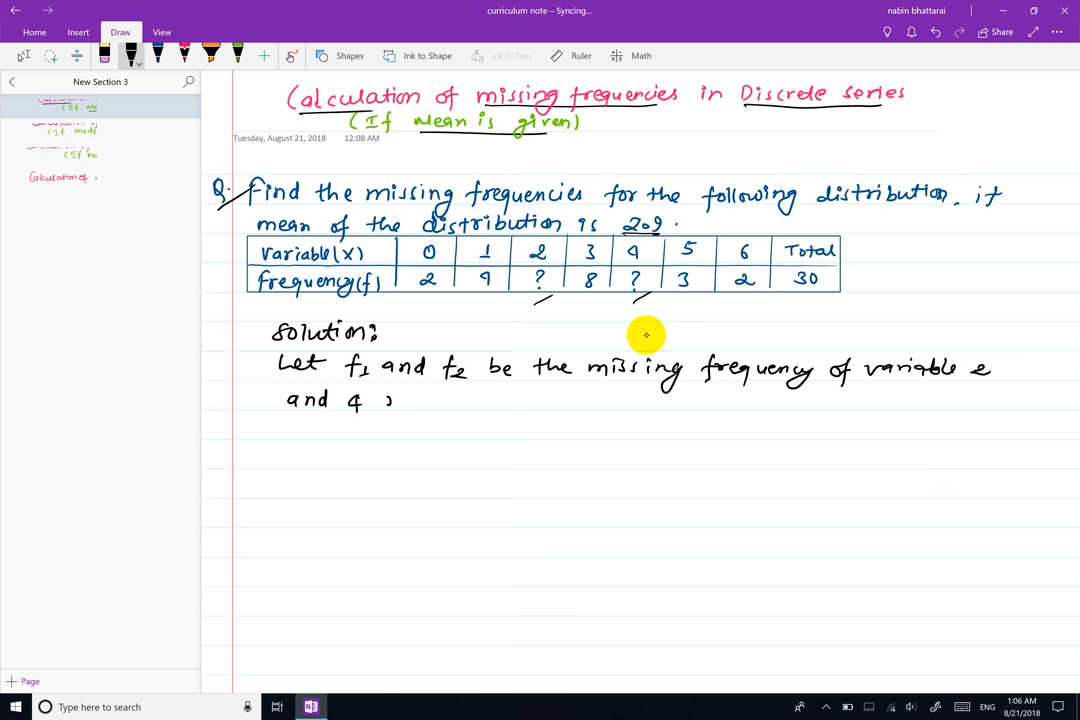 curriculum note – Syncing...
nabin bhattarai
Home Insert Draw View
Share
Shapes Ink to Shape Ink to Text Ruler Math
New Section 3
Calculation of missing frequencies in Discrete series
(If mean is given)
Tuesday, August 21, 2018 12:08 AM
Q. Find the missing frequencies for the following distribution. if
mean of the distribution is 2.9.
Variable(x) 0 1 2 3 4 5 6 Total
frequency(f) 2 4 ? 8 ? 3 2 30
Solution:
Let f1 and f2 be the missing frequency of variable 2
and 4 ,
(If mode
(If me
Calculation of
Page
Type here to search
ENG
1:06 AM
8/21/2018